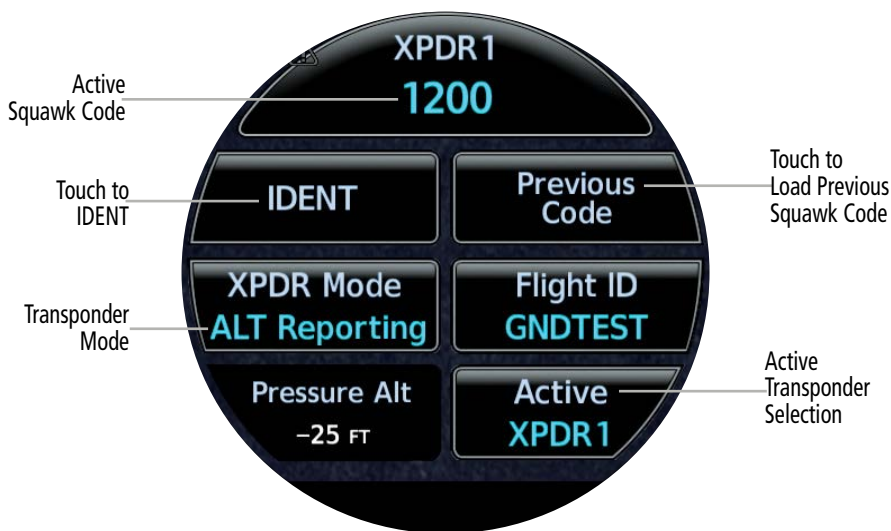 XPDR1
1200
Active
Squawk Code
IDENT
Touch to
IDENT
Previous
Code
Touch to
Load Previous
Squawk Code
XPDR Mode
ALT Reporting
Transponder
Mode
Flight ID
GNDTEST
Pressure Alt
−25 FT
Active
XPDR1
Active
Transponder
Selection